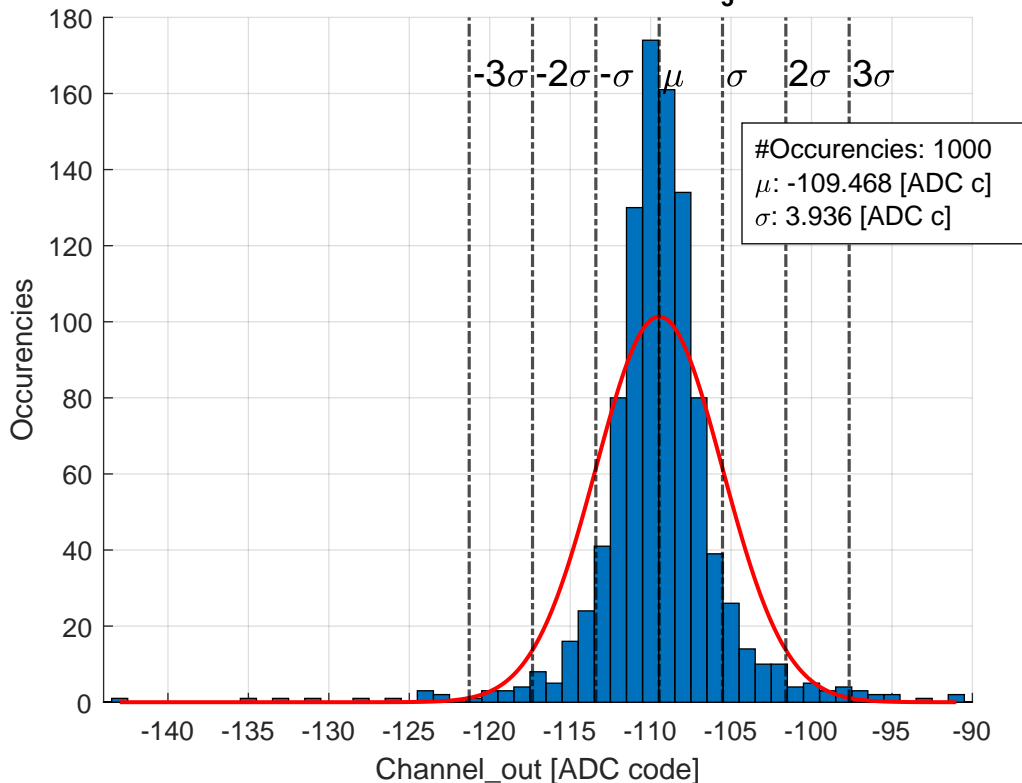 180
160
140
120
100
80
60
40
20
0
Occurencies
-3σ -2σ -σ μ σ 2σ 3σ
#Occurencies: 1000
μ: -109.468 [ADC c]
σ: 3.936 [ADC c]
-140 -135 -130 -125 -120 -115 -110 -105 -100 -95 -90
Channel_out [ADC code]